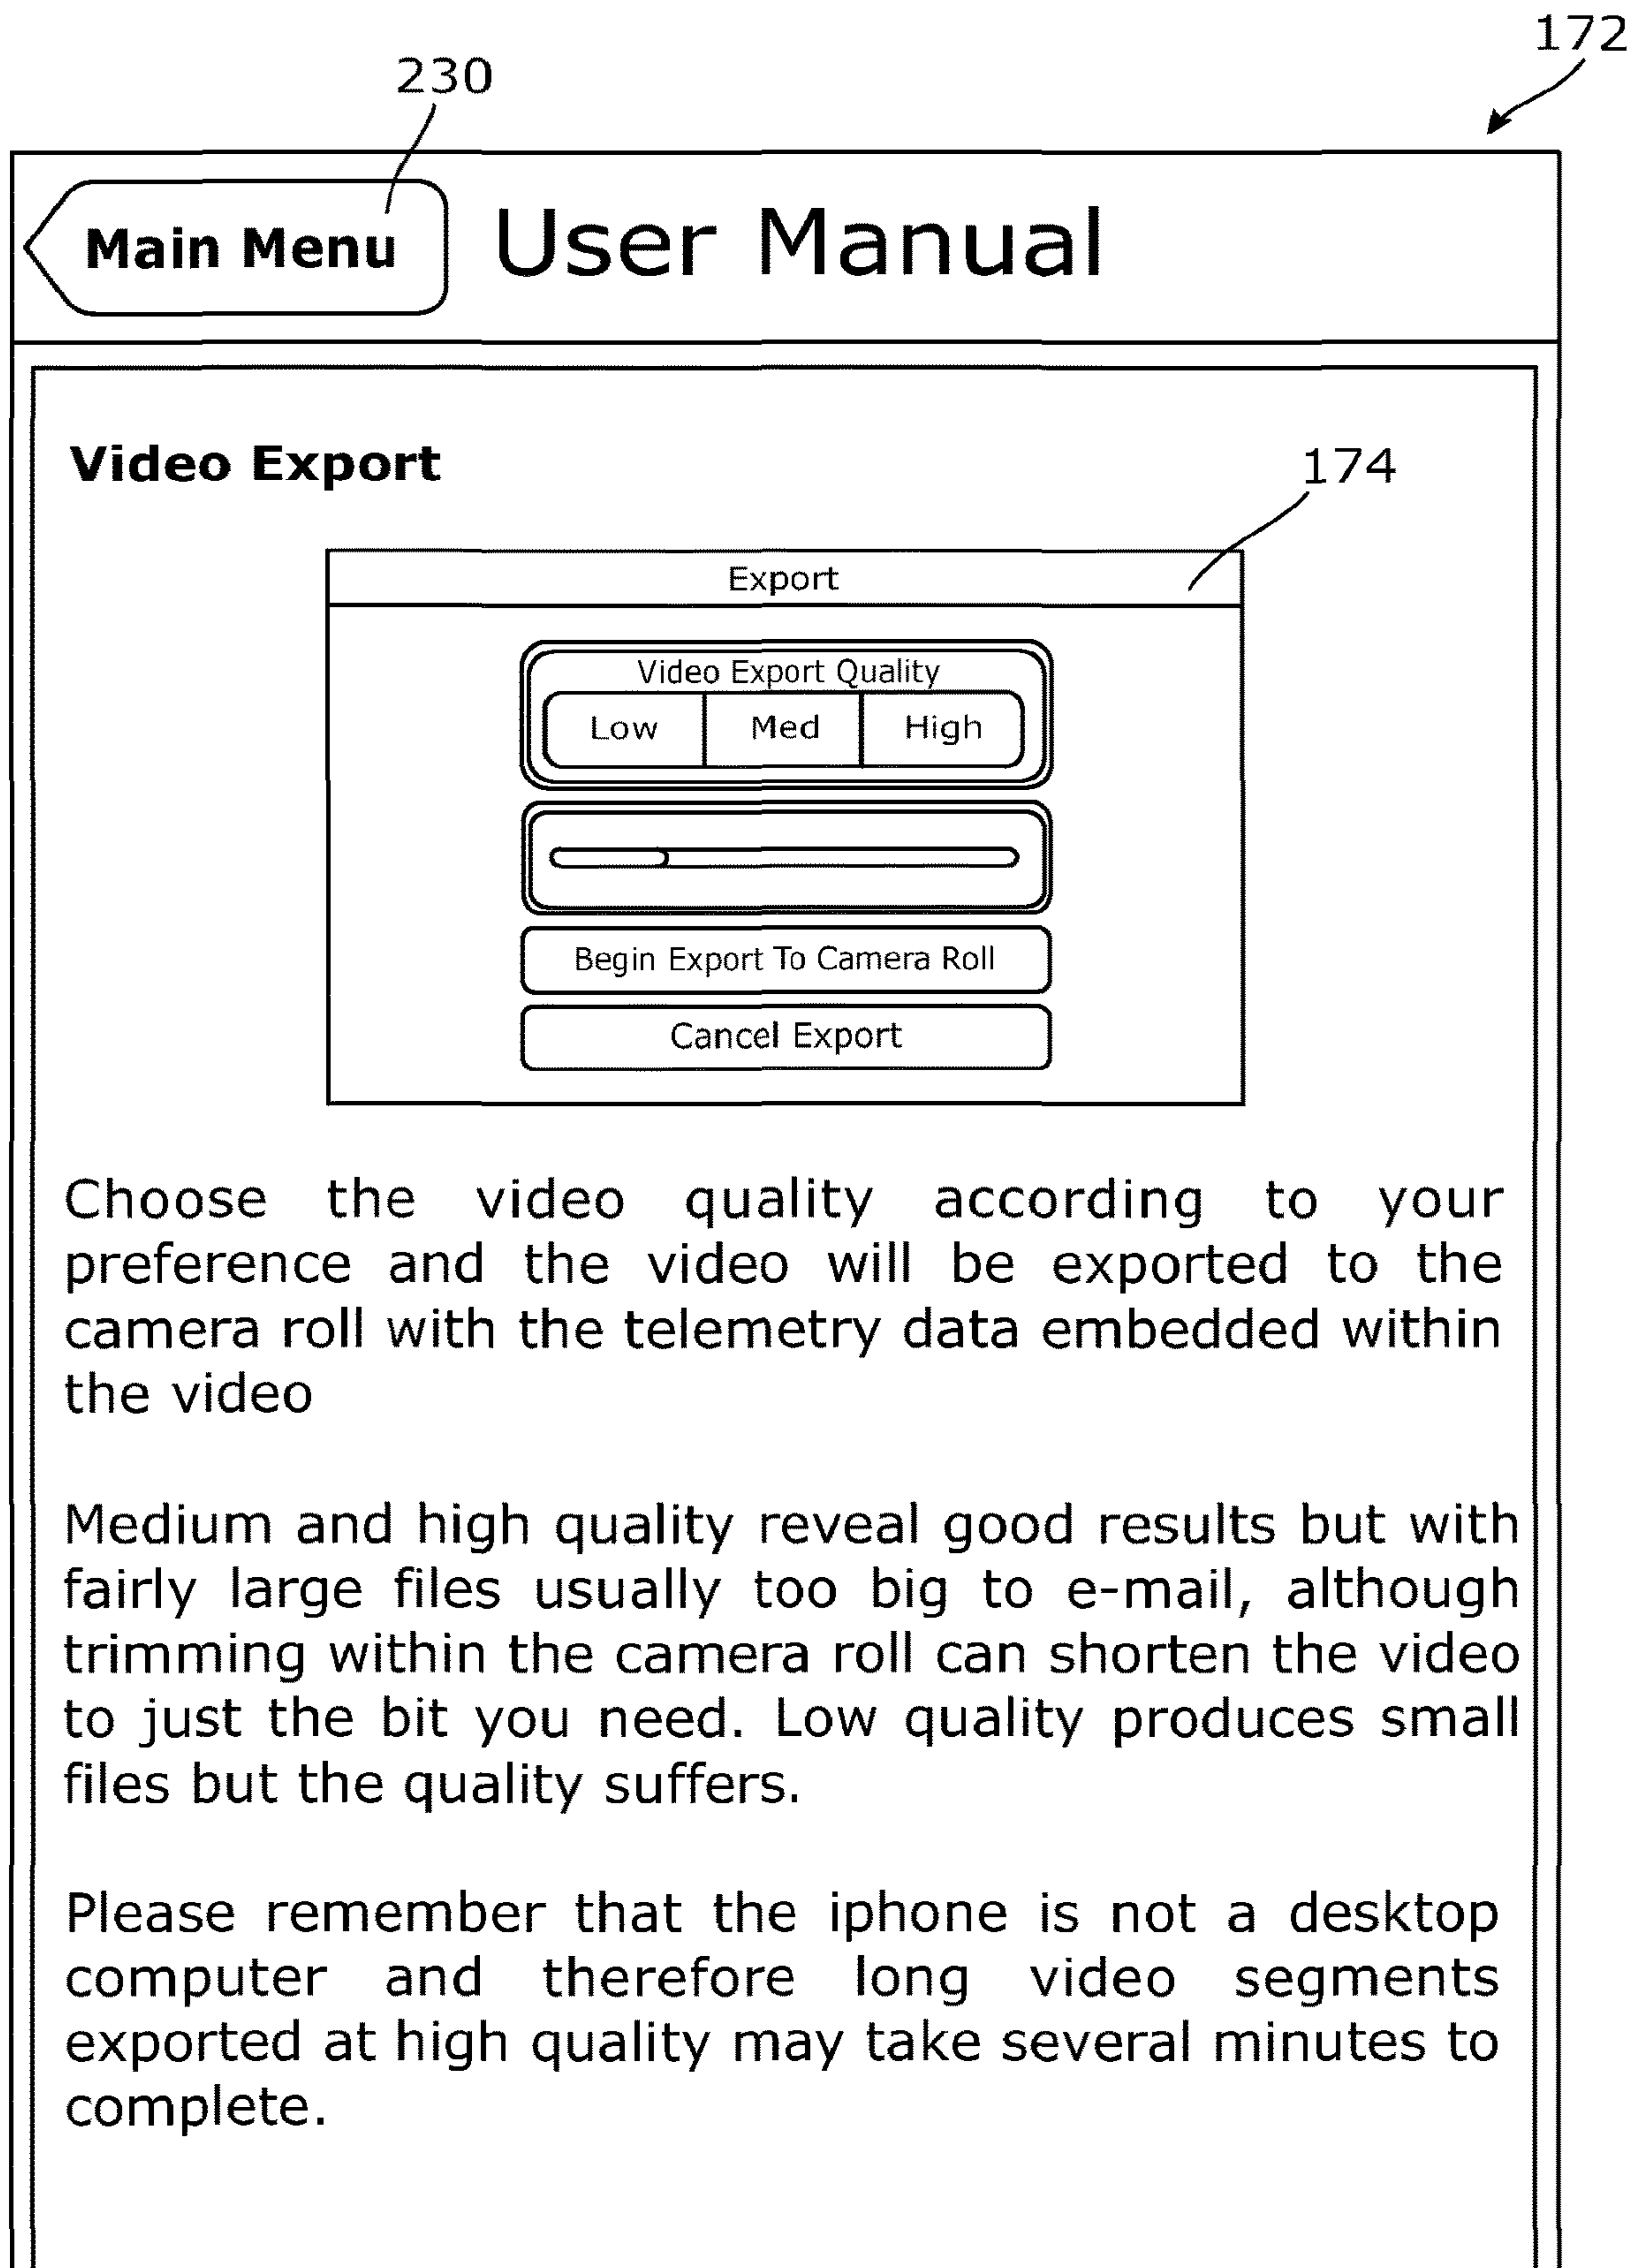 172
230
Main Menu User Manual
Video Export
174
Export
Video Export Quality
Low Med High
Begin Export To Camera Roll
Cancel Export
Choose the video quality according to your
preference and the video will be exported to the
camera roll with the telemetry data embedded within
the video
Medium and high quality reveal good results but with
fairly large files usually too big to e-mail, although
trimming within the camera roll can shorten the video
to just the bit you need. Low quality produces small
files but the quality suffers.
Please remember that the iphone is not a desktop
computer and therefore long video segments
exported at high quality may take several minutes to
complete.